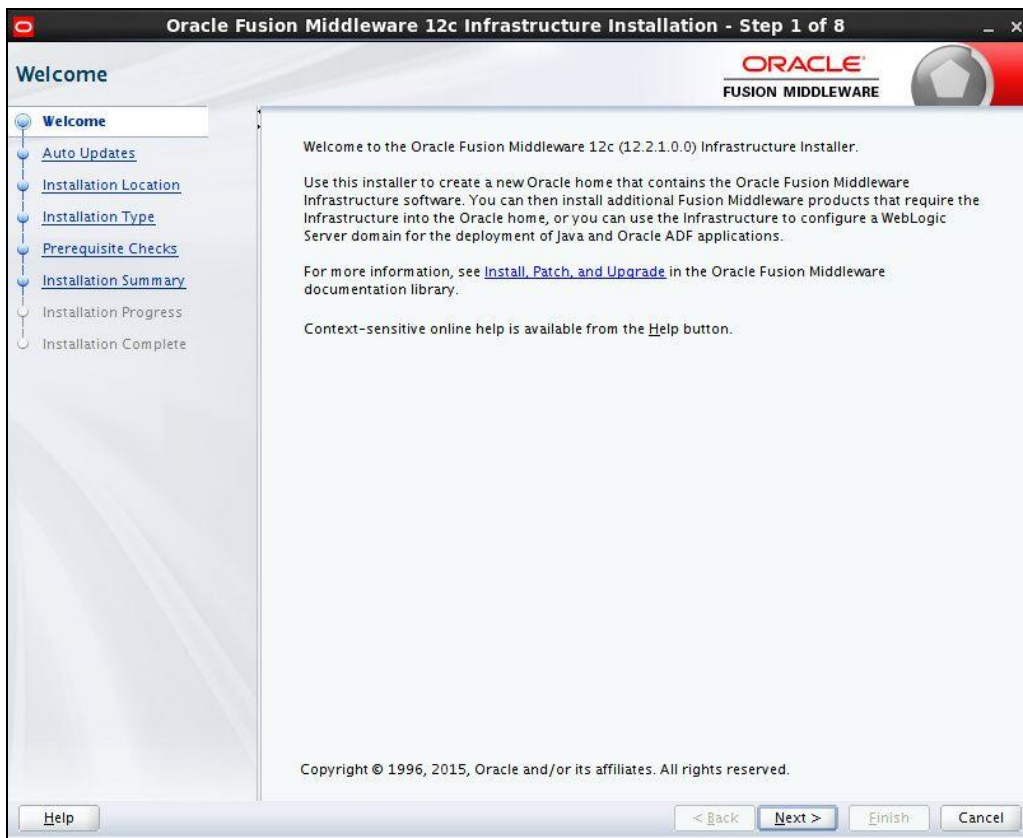 Oracle Fusion Middleware 12c Infrastructure Installation - Step 1 of 8
Welcome
ORACLE
FUSION MIDDLEWARE
Welcome
Auto Updates
Installation Location
Installation Type
Prerequisite Checks
Installation Summary
Installation Progress
Installation Complete
Welcome to the Oracle Fusion Middleware 12c (12.2.1.0.0) Infrastructure Installer.
Use this installer to create a new Oracle home that contains the Oracle Fusion Middleware
Infrastructure software. You can then install additional Fusion Middleware products that require the
Infrastructure into the Oracle home, or you can use the Infrastructure to configure a WebLogic
Server domain for the deployment of Java and Oracle ADF applications.
For more information, see Install, Patch, and Upgrade in the Oracle Fusion Middleware
documentation library.
Context-sensitive online help is available from the Help button.
Copyright © 1996, 2015, Oracle and/or its affiliates. All rights reserved.
Help
< Back
Next >
Finish
Cancel